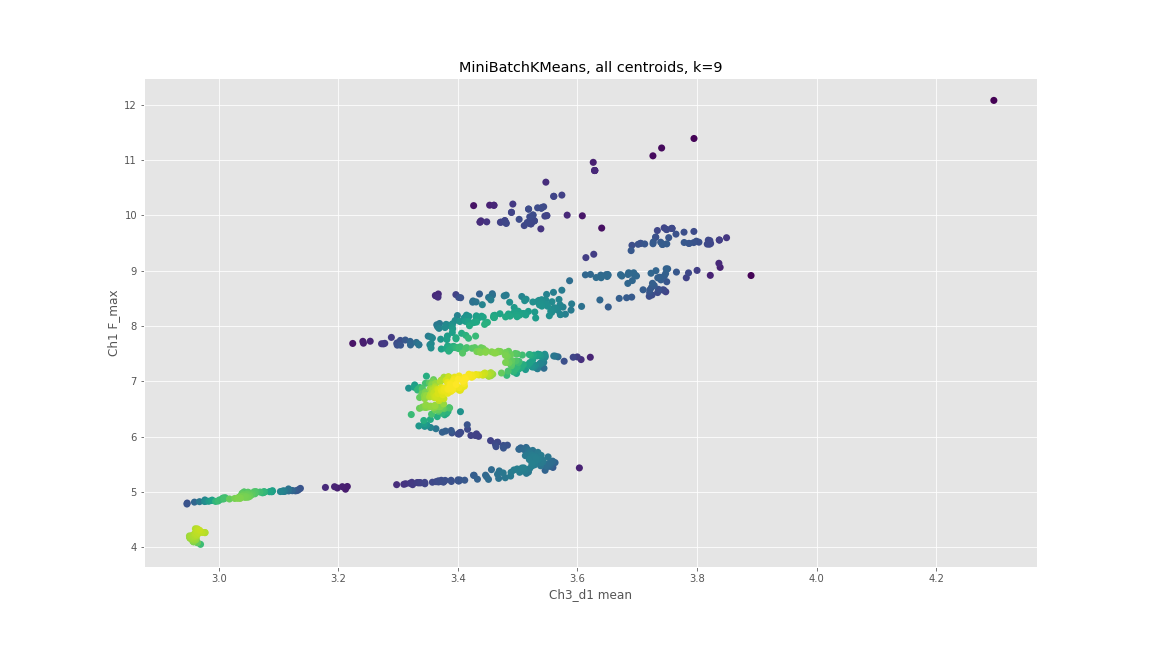 MiniBatchKMeans, all centroids, k=9
12
11
10
9
8
7
6
5
4
Ch1 F_max
3.0 3.2 3.4 3.6 3.8 4.0 4.2
Ch3_d1 mean